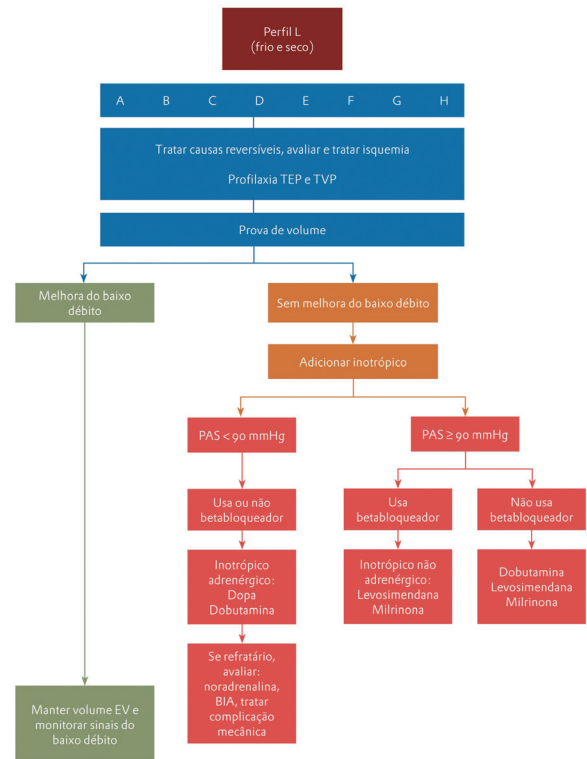 Perfil L
(frio e seco)
A B C D E F G H
Tratar causas reversíveis, avaliar e tratar isquemia
Profilaxia TEP e TVP
Prova de volume
Melhora do baixo
débito
Sem melhora do baixo débito
Adicionar inotrópico
PAS < 90 mmHg
PAS ≥ 90 mmHg
Usa ou não
betabloqueador
Usa
betabloqueador
Não usa
betabloqueador
Inotrópico
adrenérgico:
Dopa
Dobutamina
Inotrópico não
adrenérgico:
Levosimendana
Milrinona
Dobutamina
Levosimendana
Milrinona
Se refratário,
avaliar:
noradrenalina,
BIA, tratar
complicação
mecânica
Manter volume EV e
monitorar sinais do
baixo débito